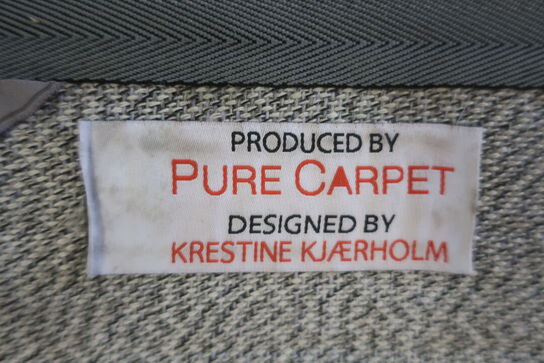 PRODUCED BY
PURE CARPET
DESIGNED BY
KRESTINE KJÆRHOLM